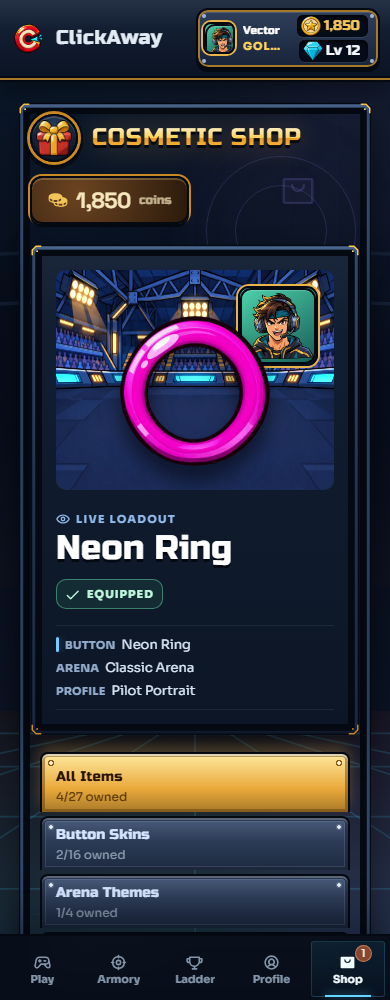 ClickAway
Vector
GOL...
1,850
Lv 12
COSMETIC SHOP
1,850 coins
LIVE LOADOUT
Neon Ring
EQUIPPED
BUTTON Neon Ring
ARENA Classic Arena
PROFILE Pilot Portrait
All Items
4/27 owned
Button Skins
2/16 owned
Arena Themes
1/4 owned
1
Play Armory Ladder Profile Shop